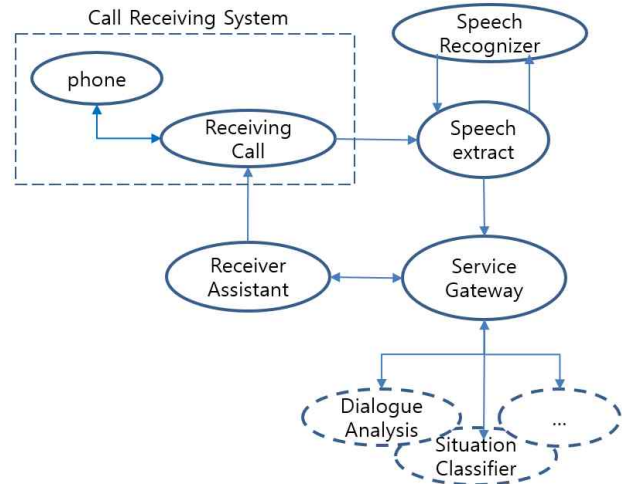 Call Receiving System
Speech
Recognizer
phone
Receiving
Call
Speech
extract
Receiver
Assistant
Service
Gateway
Dialogue
Analysis
...
Situation
Classifier